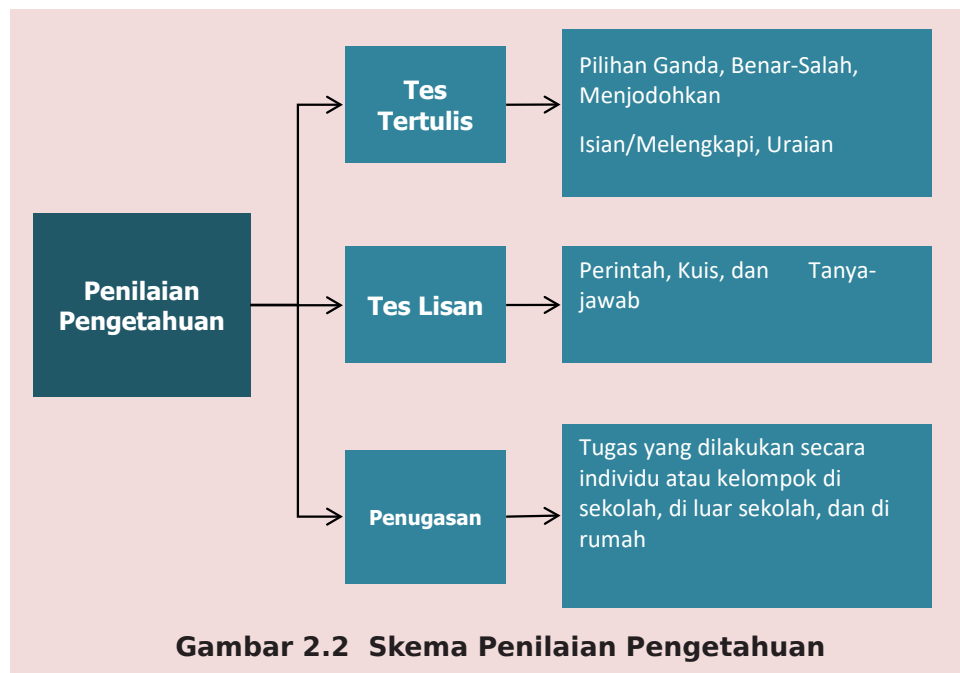 Penilaian
Pengetahuan
Tes
Tertulis
Pilihan Ganda, Benar-Salah,
Menjodohkan
Isian/Melengkapi, Uraian
Tes Lisan
Perintah, Kuis, dan Tanya-
jawab
Penugasan
Tugas yang dilakukan secara
individu atau kelompok di
sekolah, di luar sekolah, dan di
rumah
Gambar 2.2 Skema Penilaian Pengetahuan